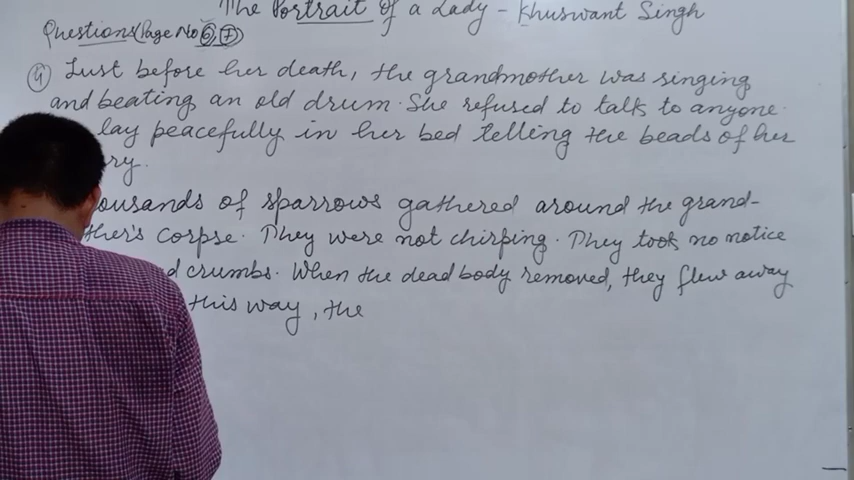 The Portrait of a Lady - Khuswant Singh
Questions (Page No 6, 7)
4 Just before her death, the grandmother was singing
and beating an old drum. She refused to talk to anyone.
lay peacefully in her bed telling the beads of her
ry.
ousands of sparrows gathered around the grand-
ther's corpse. They were not chirping. They took no notice
d crumbs. When the dead body removed, they flew away
this way, the